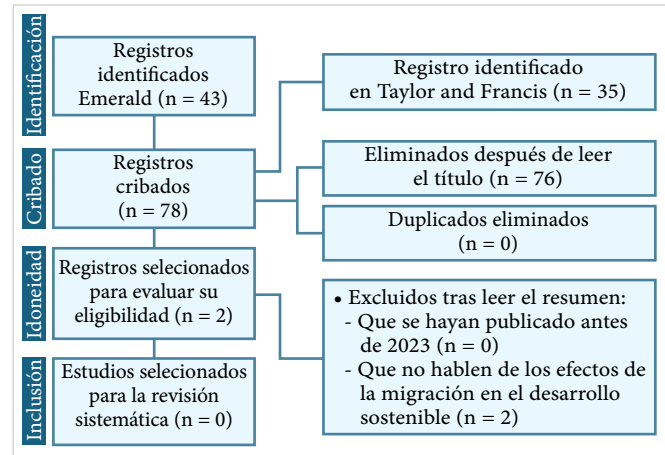 Identificación
Registros
identificados
Emerald (n = 43)
Registro identificado
en Taylor and Francis (n = 35)
Cribado
Registros
cribados
(n = 78)
Eliminados después de leer
el título (n = 76)
Duplicados eliminados
(n = 0)
Idoneidad
Registros selecionados
para evaluar su
eligibilidad (n = 2)
• Excluidos tras leer el resumen:
- Que se hayan publicado antes
de 2023 (n = 0)
- Que no hablen de los efectos de
la migración en el desarrollo
sostenible (n = 2)
Inclusión
Estudios selecionados
para la revisión
sistemática (n = 0)